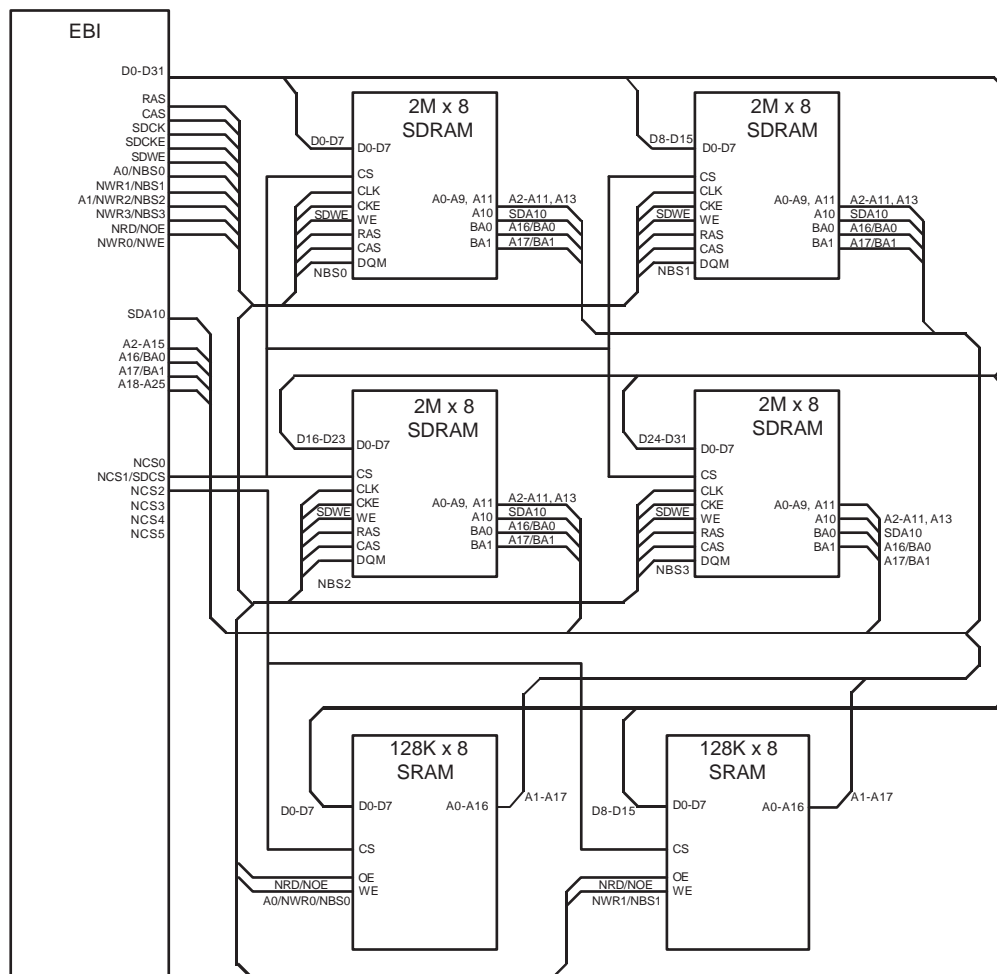 EBI
D0-D31
RAS
CAS
SDCK
SDCKE
SDWE
A0/NBS0
NWR1/NBS1
A1/NWR2/NBS2
NWR3/NBS3
NRD/NOE
NWR0/NWE
SDA10
A2-A15
A16/BA0
A17/BA1
A18-A25
NCS0
NCS1/SDCS
NCS2
NCS3
NCS4
NCS5
2M x 8
SDRAM
D0-D7
D0-D7
CS
CLK
CKE
SDWE
WE
RAS
CAS
DQM
NBS0
A0-A9, A11
A10
BA0
BA1
A2-A11, A13
SDA10
A16/BA0
A17/BA1
2M x 8
SDRAM
D8-D15
D0-D7
CS
CLK
CKE
SDWE
WE
RAS
CAS
DQM
NBS1
A0-A9, A11
A10
BA0
BA1
A2-A11, A13
SDA10
A16/BA0
A17/BA1
2M x 8
SDRAM
D16-D23
D0-D7
CS
CLK
CKE
SDWE
WE
RAS
CAS
DQM
NBS2
A0-A9, A11
A10
BA0
BA1
A2-A11, A13
SDA10
A16/BA0
A17/BA1
2M x 8
SDRAM
D24-D31
D0-D7
CS
CLK
CKE
SDWE
WE
RAS
CAS
DQM
NBS3
A0-A9, A11
A10
BA0
BA1
A2-A11, A13
SDA10
A16/BA0
A17/BA1
128K x 8
SRAM
D0-D7
D0-D7
A0-A16
A1-A17
CS
OE
NRD/NOE
WE
A0/NWR0/NBS0
128K x 8
SRAM
D8-D15
D0-D7
A0-A16
A1-A17
CS
OE
NRD/NOE
WE
NWR1/NBS1